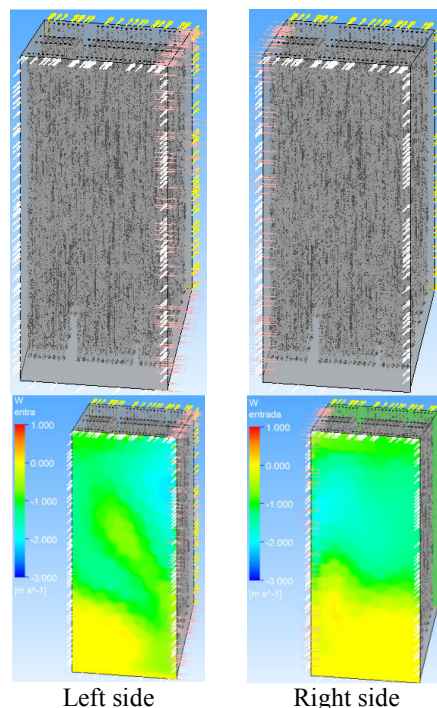 W
entra
1.000
0.000
-1.000
-2.000
-3.000
[m s^-1]
W
entrada
1.000
0.000
-1.000
-2.000
-3.000
[m s^-1]
Left side
Right side